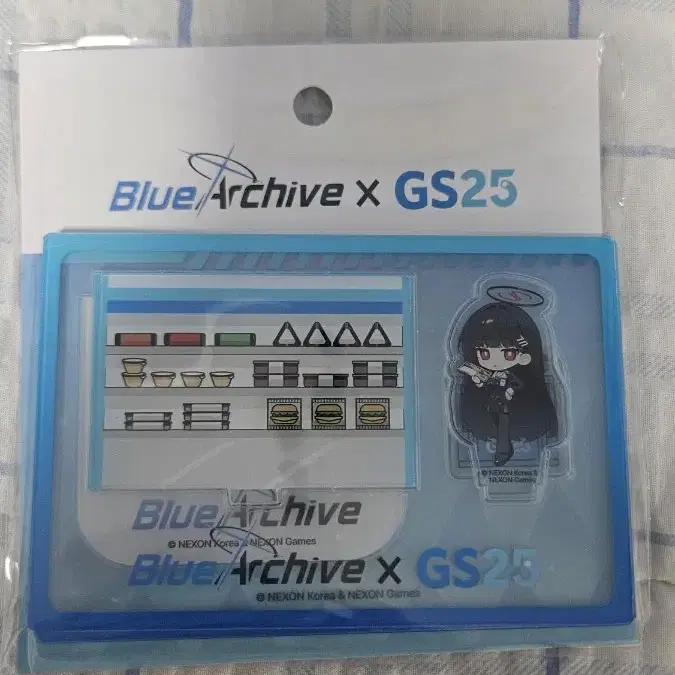 Blue Archive X GS25
© NEXON Korea &
NEXON Games
Blue Archive
© NEXON Korea & NEXON Games
Blue Archive X GS25
© NEXON Korea & NEXON Games